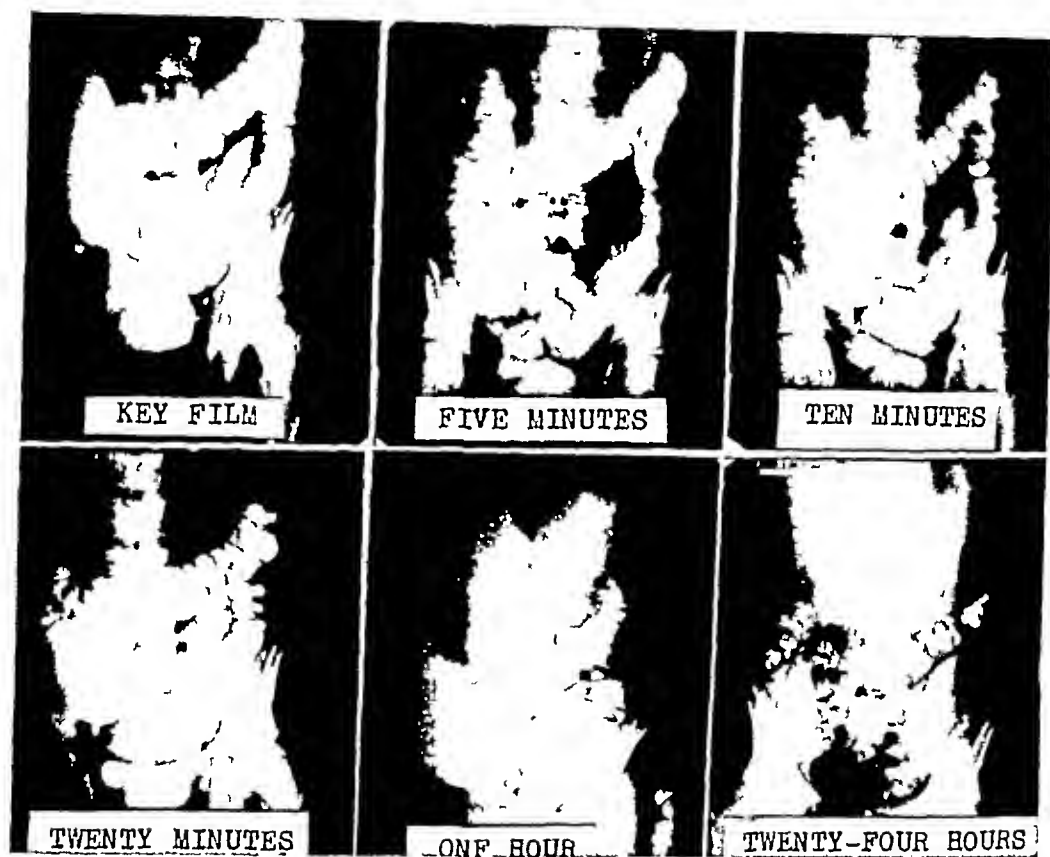 KEY FILM
FIVE MINUTES
TEN MINUTES
TWENTY MINUTES
ONE HOUR
TWENTY-FOUR HOURS